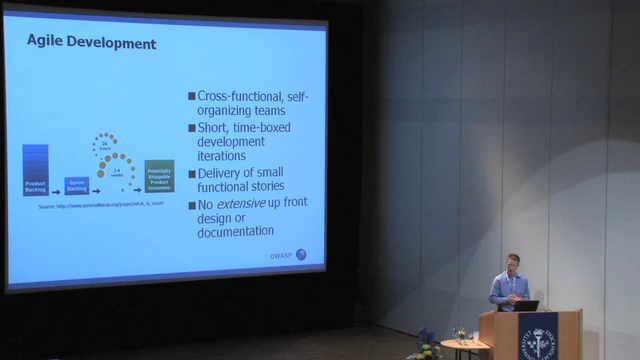 Agile Development
Cross-functional, self-
organizing teams
Short, time-boxed
development
iterations
Delivery of small
functional stories
No extensive up front
design or
documentation
24
hours
2-4
weeks
Product
Backlog
Sprint
Backlog
Potentially
Shippable
Product
Increment
Source: http://www.scrumalliance.org/pages/what_is_scrum
OWASP